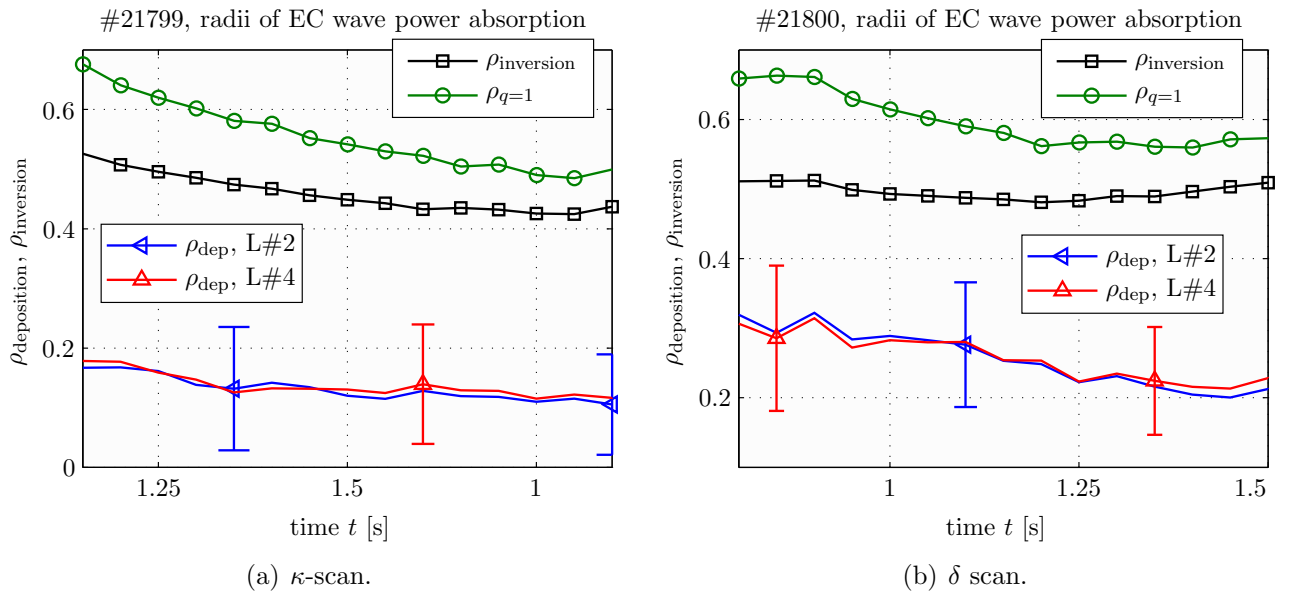 #21799, radii of EC wave power absorption
ρinversion
ρq=1
ρdep, L#2
ρdep, L#4
0.6
0.4
0.2
0
ρdeposition, ρinversion
1.25 1.5 1
time t [s]
(a) κ-scan.
#21800, radii of EC wave power absorption
ρinversion
ρq=1
ρdep, L#2
ρdep, L#4
0.6
0.4
0.2
ρdeposition, ρinversion
1 1.25 1.5
time t [s]
(b) δ scan.